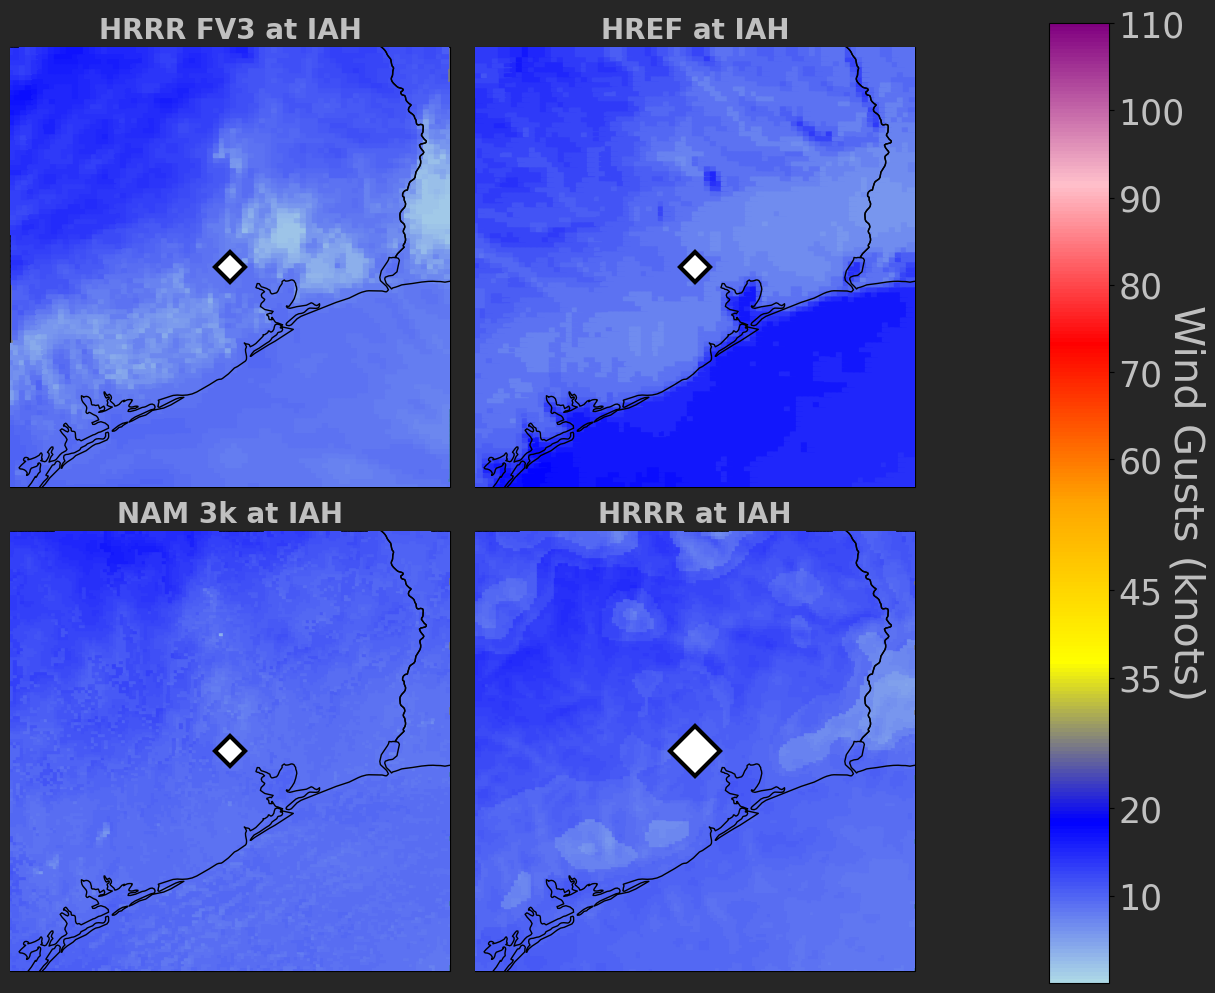 HRRR FV3 at IAH
HREF at IAH
NAM 3k at IAH
HRRR at IAH
110
100
90
80
70
60
45
35
20
10
Wind Gusts (knots)